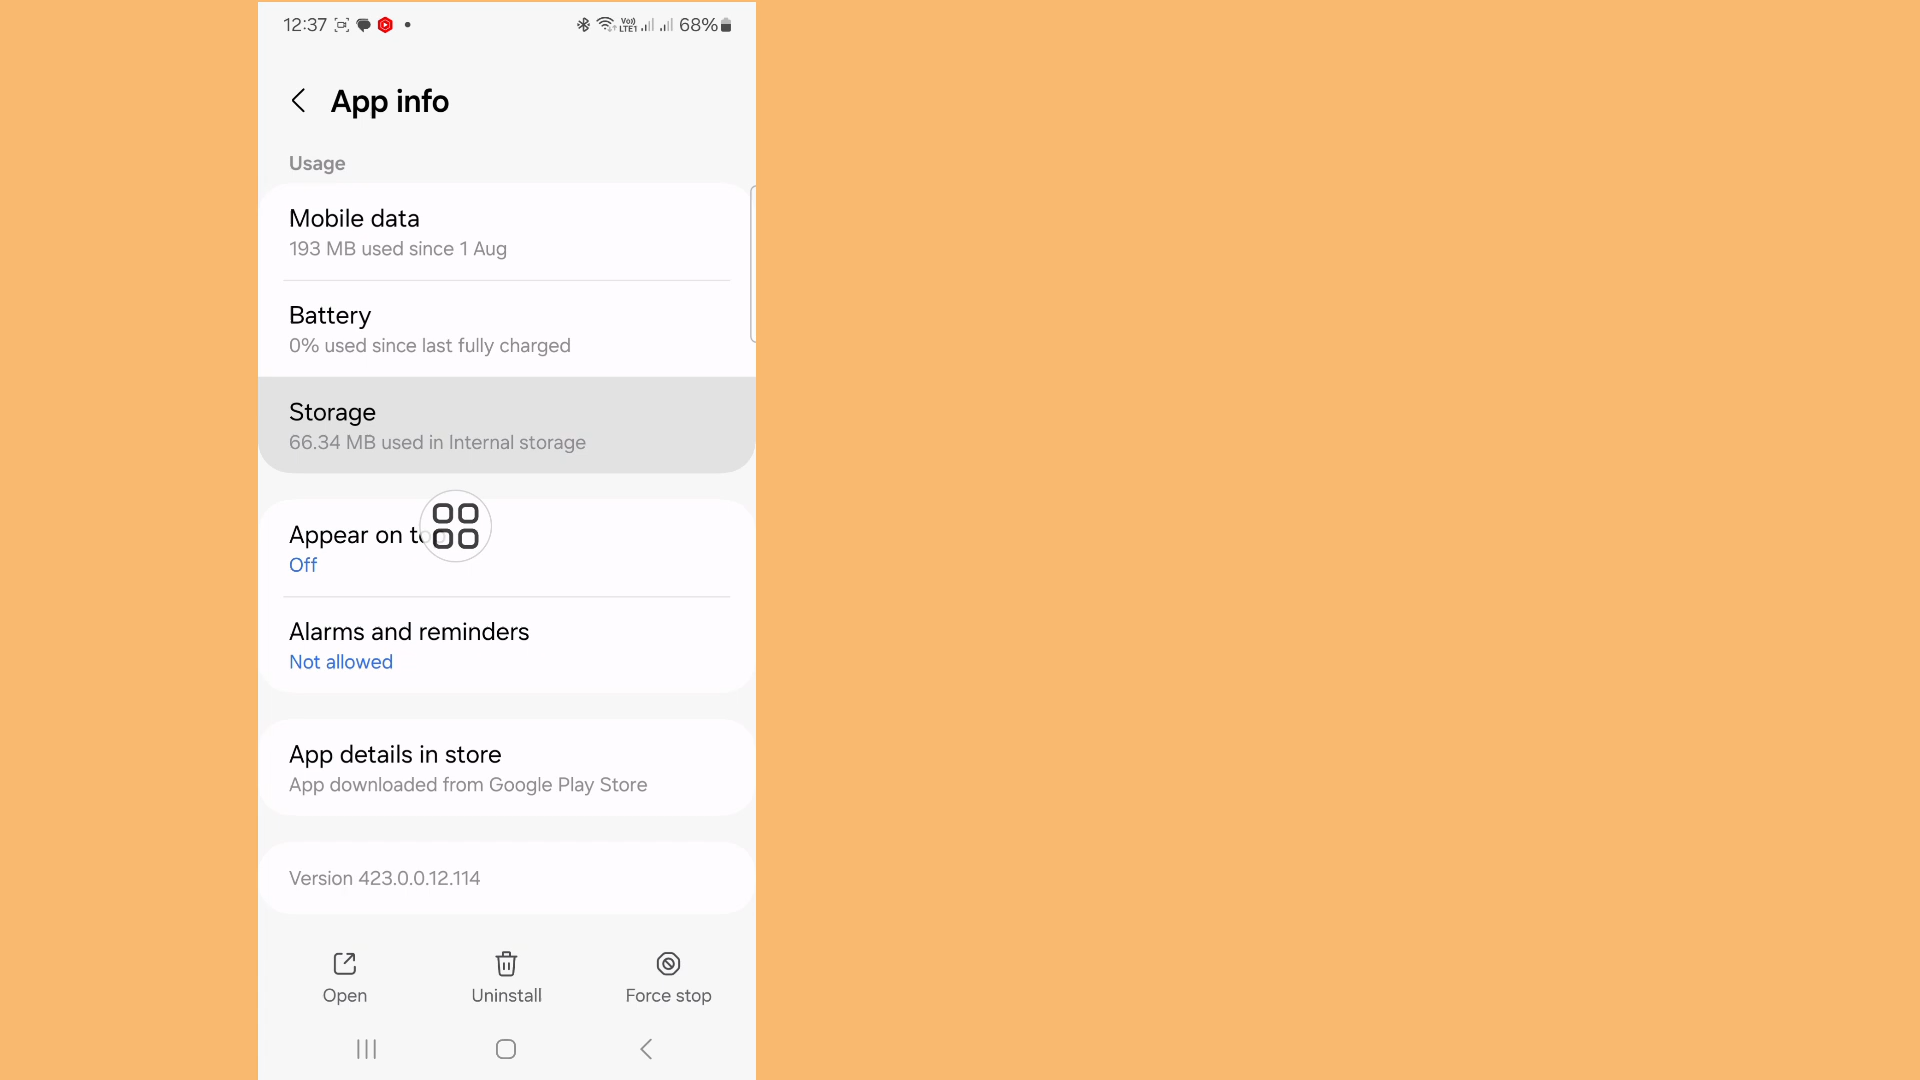 12:37
Vo))
LTE1
68%
App info
Usage
Mobile data
193 MB used since 1 Aug
Battery
0% used since last fully charged
Storage
66.34 MB used in Internal storage
Appear on top
Off
Alarms and reminders
Not allowed
App details in store
App downloaded from Google Play Store
Version 423.0.0.12.114
Open
Uninstall
Force stop